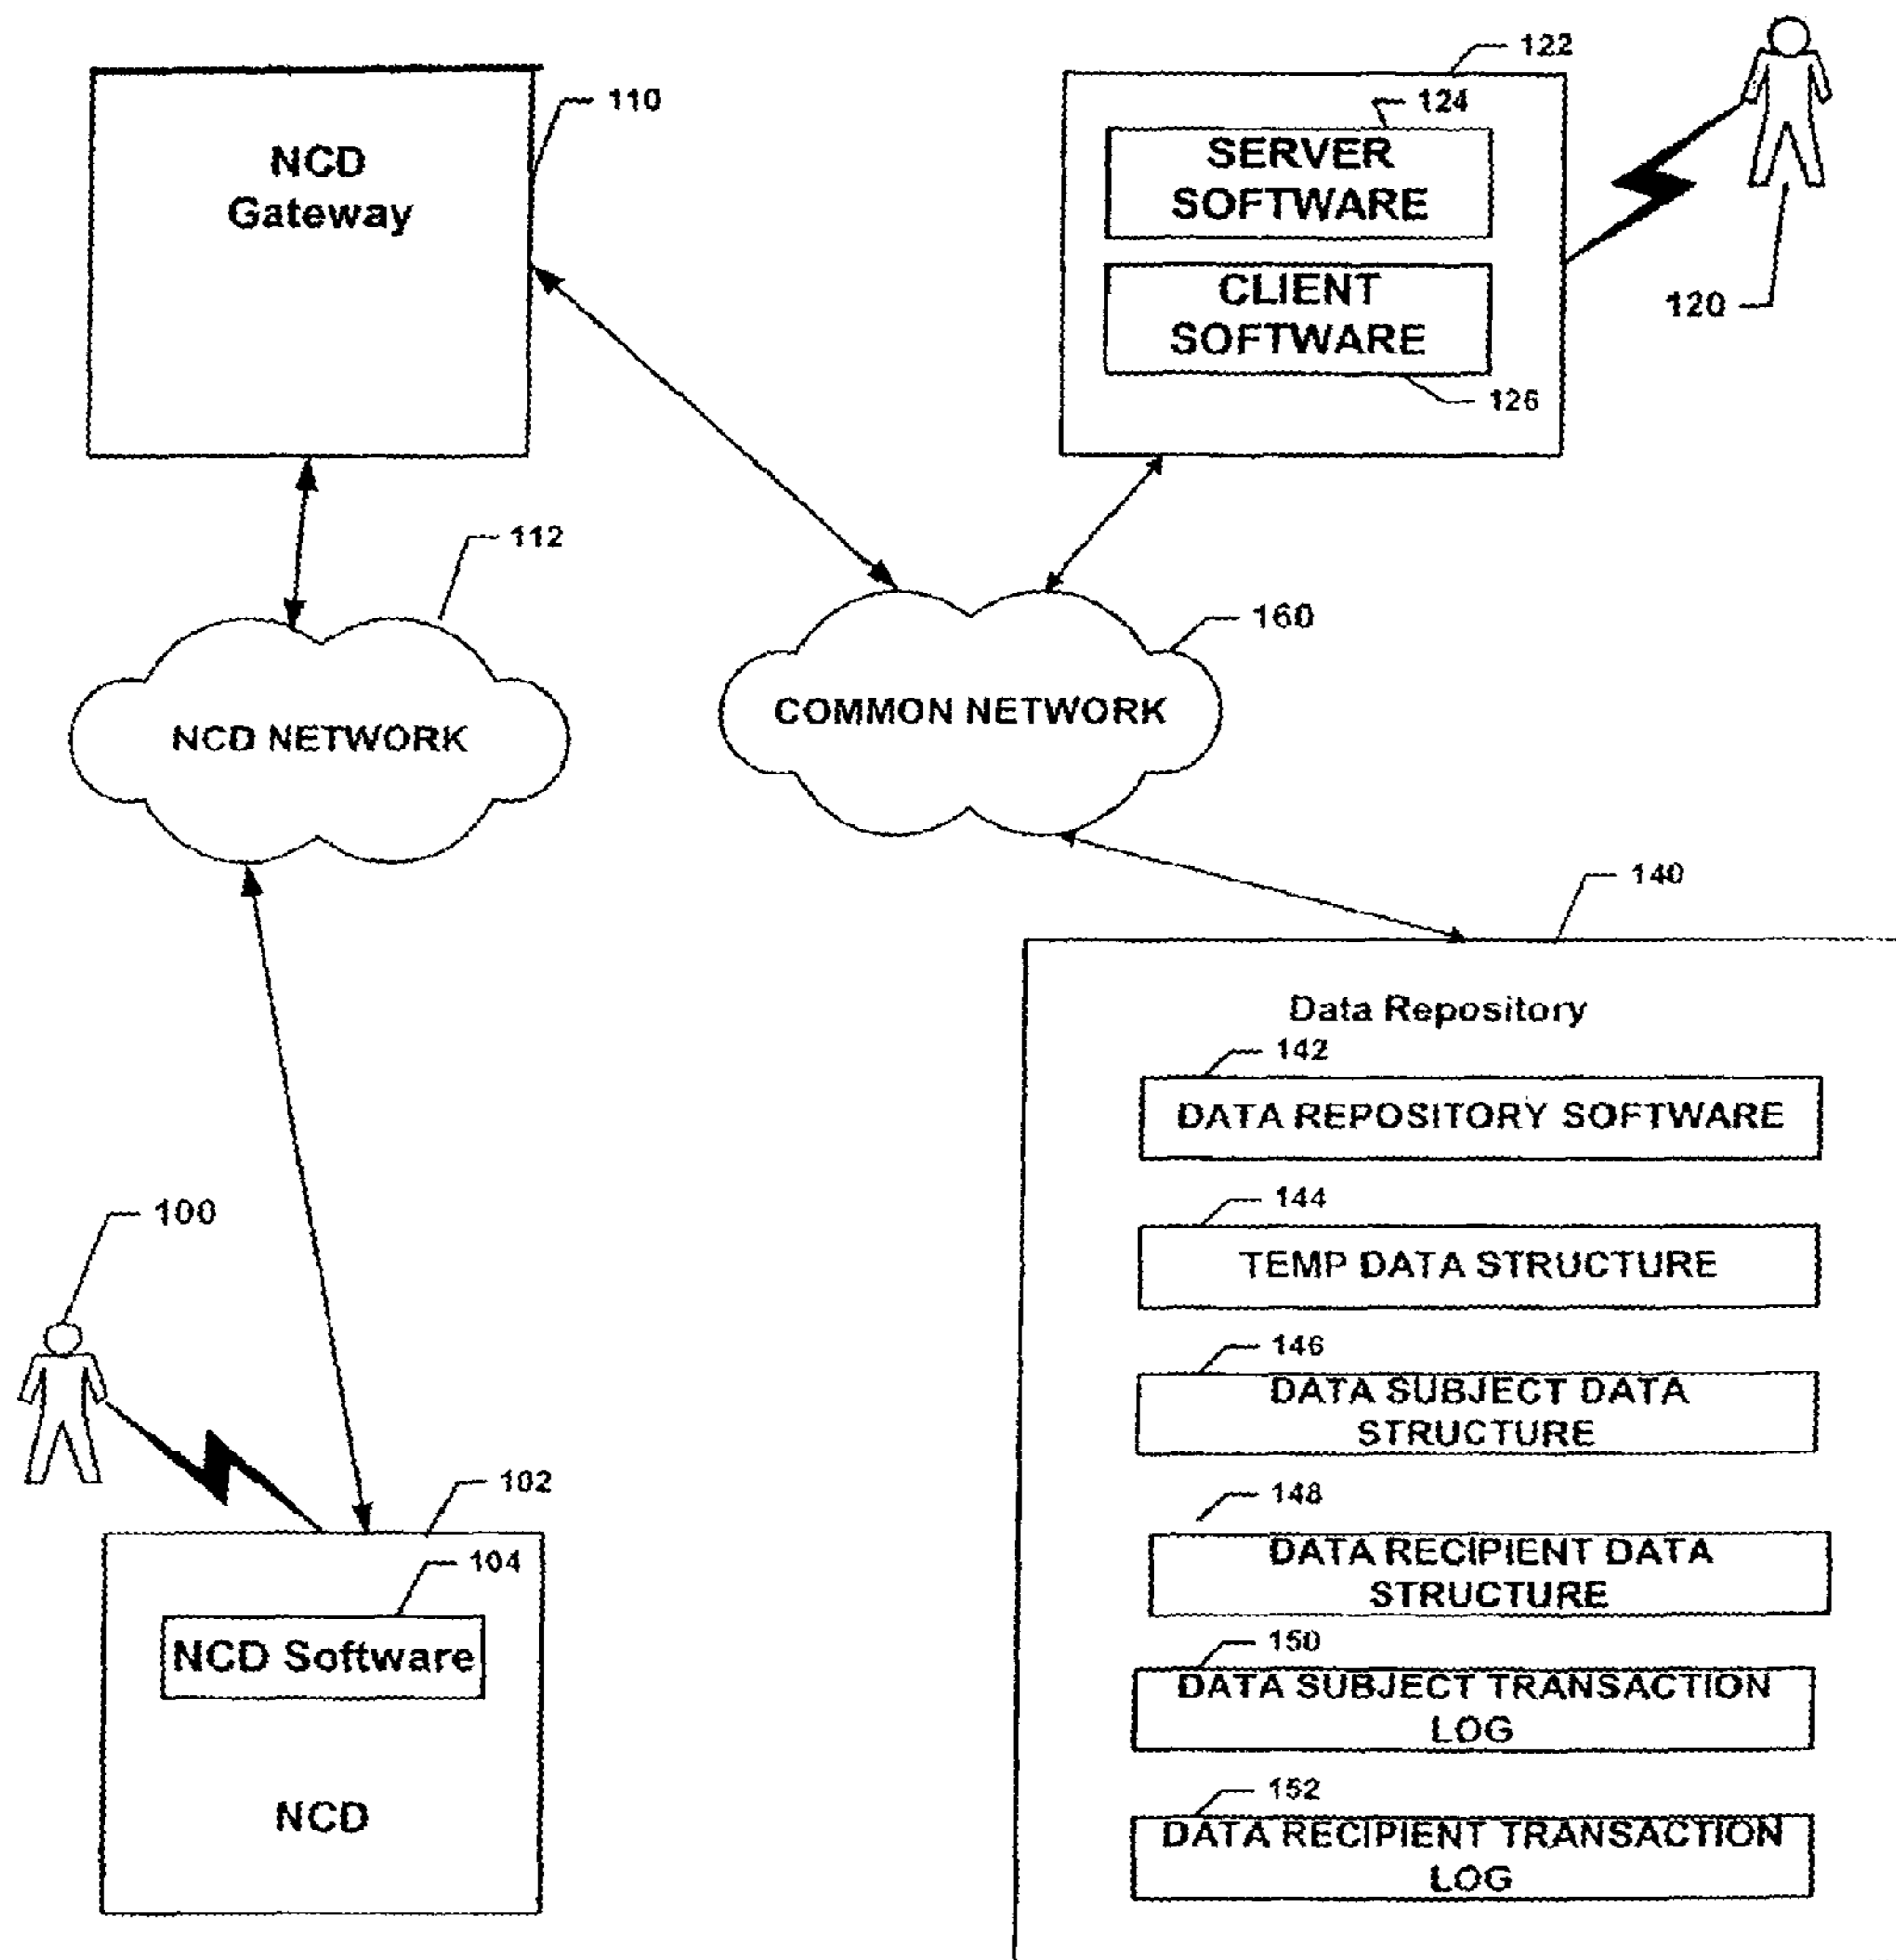 122
110
124
NCD
Gateway
SERVER
SOFTWARE
CLIENT
SOFTWARE
120
126
112
160
COMMON NETWORK
NCD NETWORK
140
Data Repository
142
DATA REPOSITORY SOFTWARE
144
100
TEMP DATA STRUCTURE
146
DATA SUBJECT DATA
STRUCTURE
102
148
104
DATA RECIPIENT DATA
STRUCTURE
NCD Software
150
DATA SUBJECT TRANSACTION
LOG
152
NCD
DATA RECIPIENT TRANSACTION
LOG